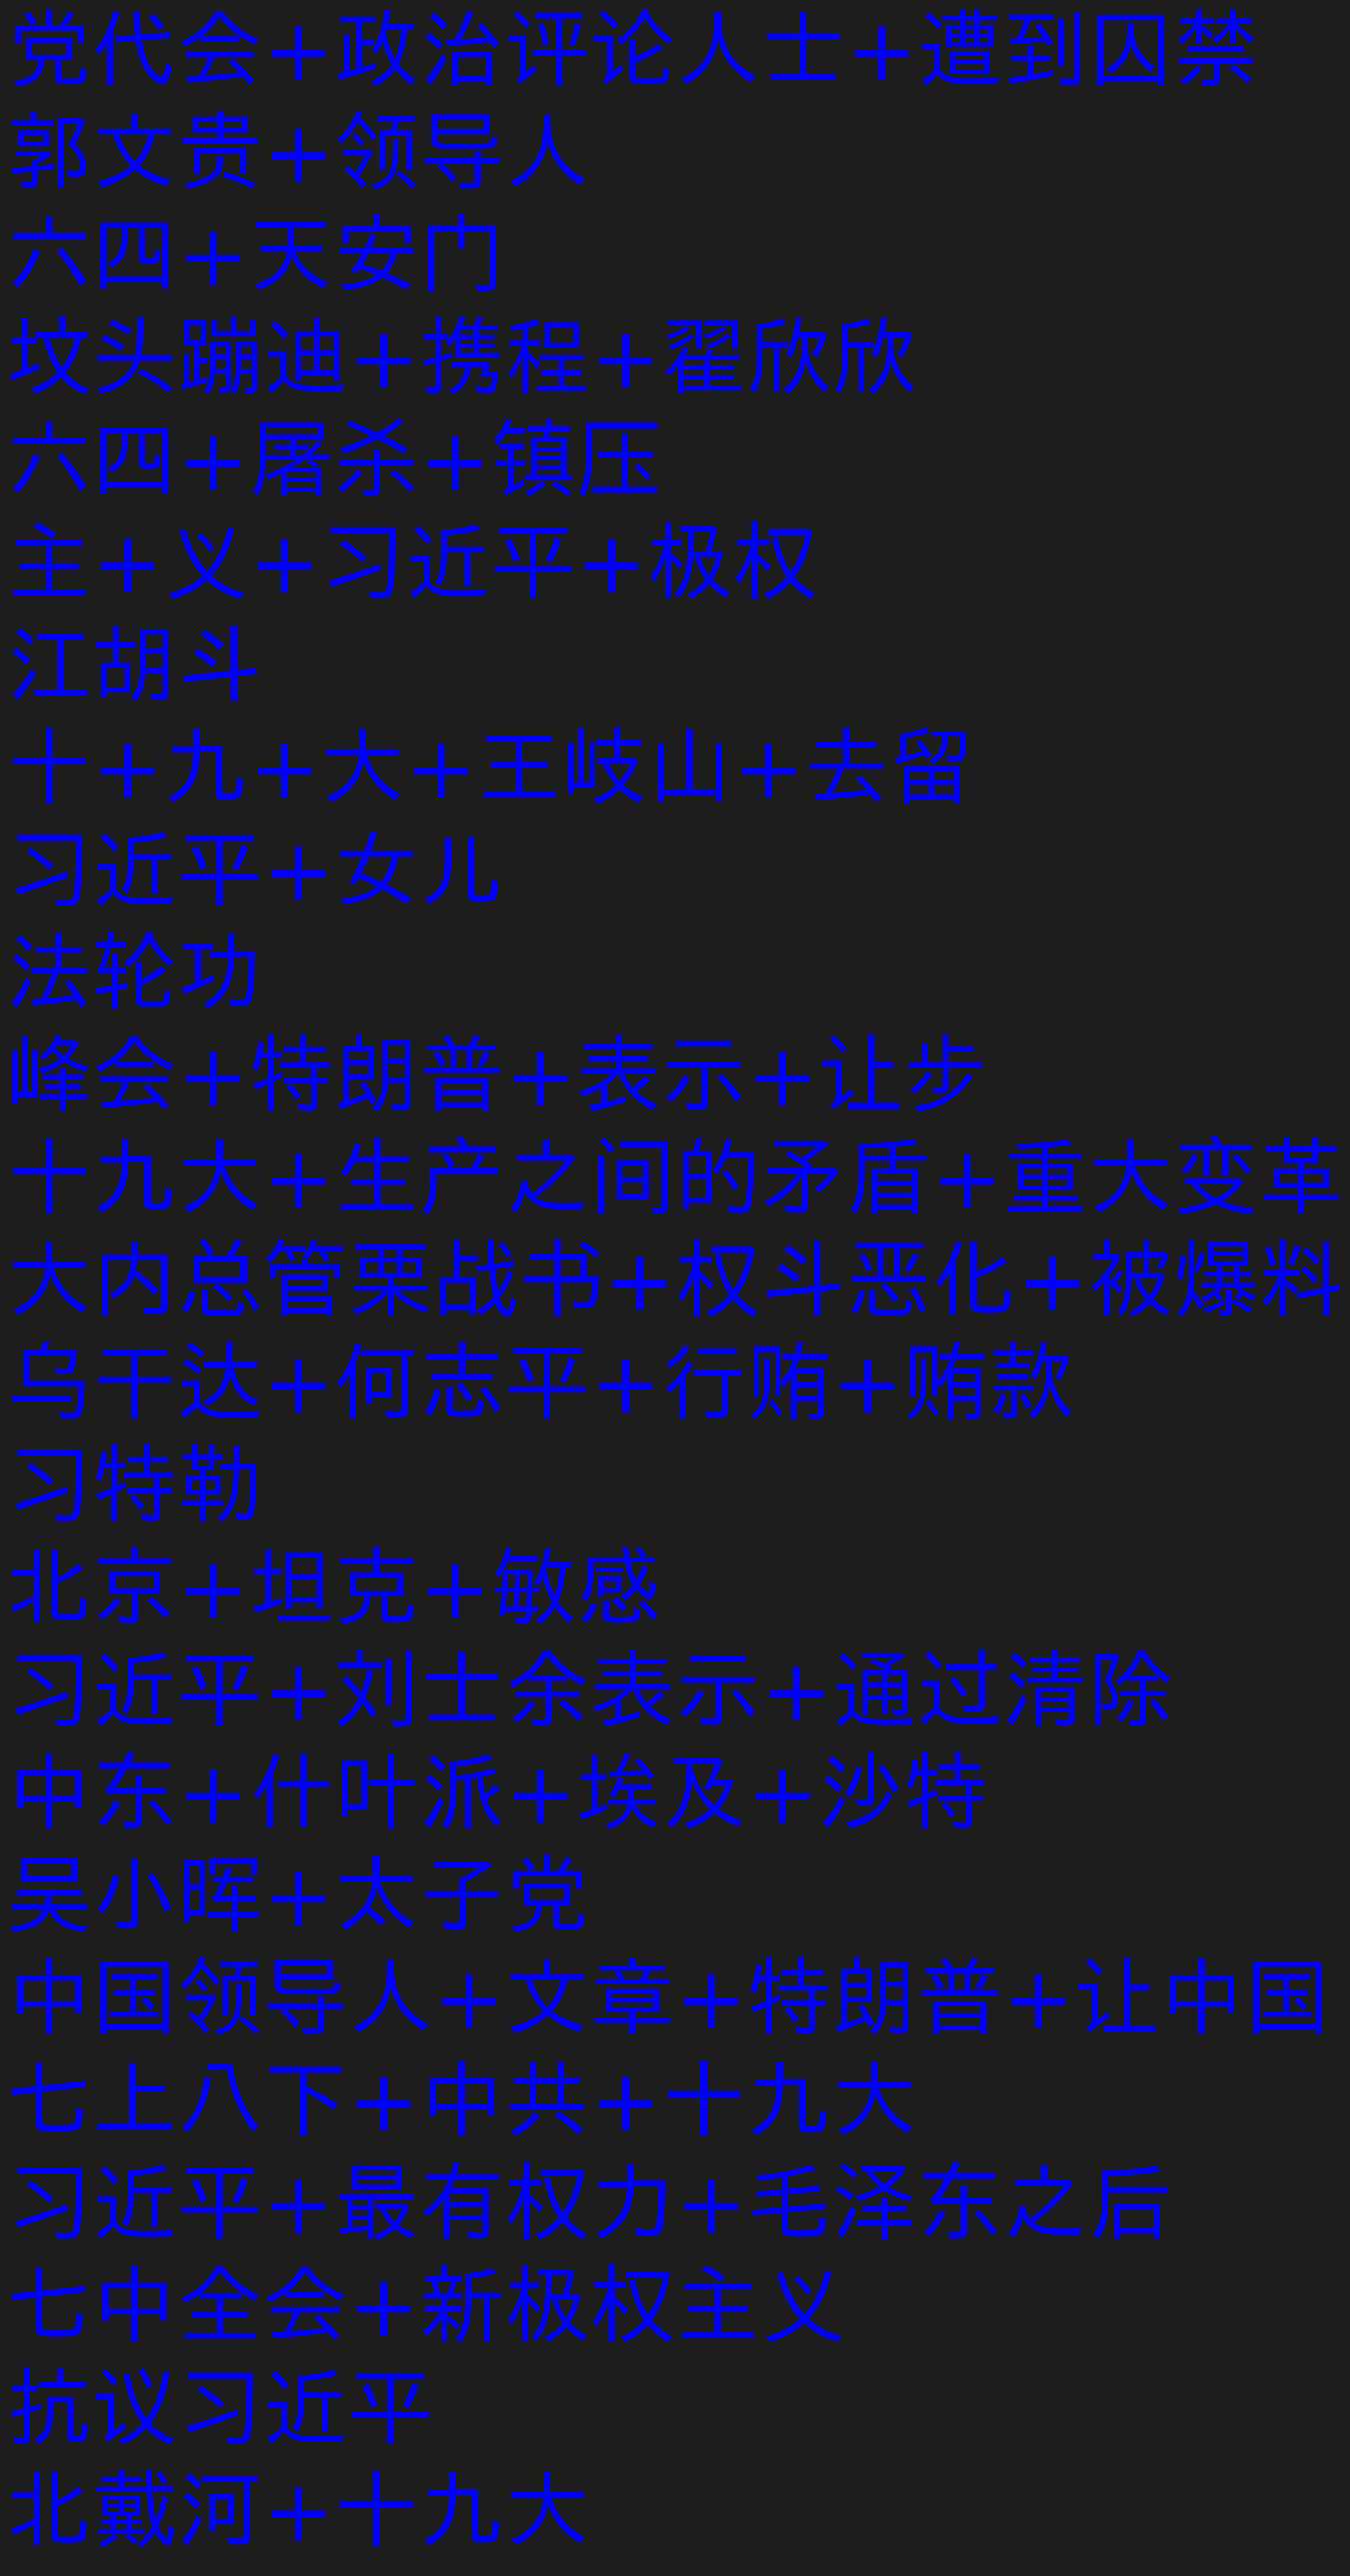 党代会+政治评论人士+遭到囚禁
郭文贵+领导人
六四+天安门
坟头蹦迪+携程+翟欣欣
六四+屠杀+镇压
主+义+习近平+极权
江胡斗
十+九+大+王岐山+去留
习近平+女儿
法轮功
峰会+特朗普+表示+让步
十九大+生产之间的矛盾+重大变革
大内总管栗战书+权斗恶化+被爆料
乌干达+何志平+行贿+贿款
习特勒
北京+坦克+敏感
习近平+刘士余表示+通过清除
中东+什叶派+埃及+沙特
吴小晖+太子党
中国领导人+文章+特朗普+让中国
七上八下+中共+十九大
习近平+最有权力+毛泽东之后
七中全会+新极权主义
抗议习近平
北戴河+十九大